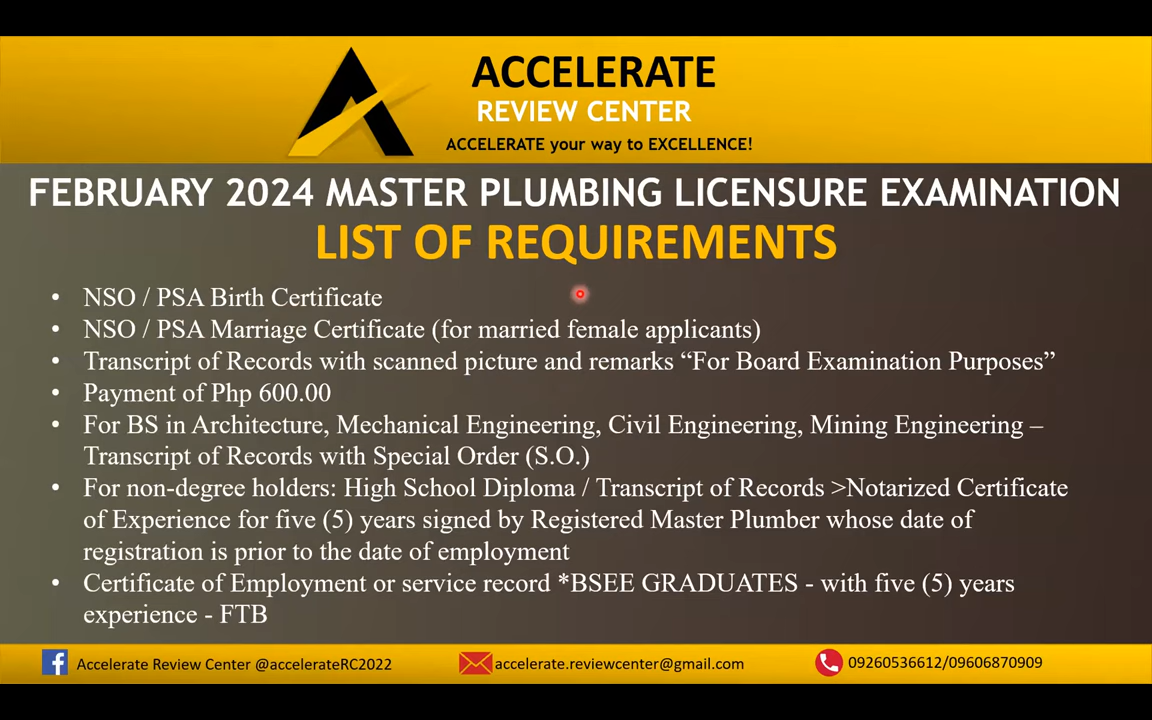 ACCELERATE
REVIEW CENTER
ACCELERATE your way to EXCELLENCE!
FEBRUARY 2024 MASTER PLUMBING LICENSURE EXAMINATION
LIST OF REQUIREMENTS
• NSO / PSA Birth Certificate
• NSO / PSA Marriage Certificate (for married female applicants)
• Transcript of Records with scanned picture and remarks “For Board Examination Purposes”
• Payment of Php 600.00
• For BS in Architecture, Mechanical Engineering, Civil Engineering, Mining Engineering –
Transcript of Records with Special Order (S.O.)
• For non-degree holders: High School Diploma / Transcript of Records >Notarized Certificate
of Experience for five (5) years signed by Registered Master Plumber whose date of
registration is prior to the date of employment
• Certificate of Employment or service record *BSEE GRADUATES - with five (5) years
experience - FTB
Accelerate Review Center @accelerateRC2022 accelerate.reviewcenter@gmail.com 09260536612/09606870909